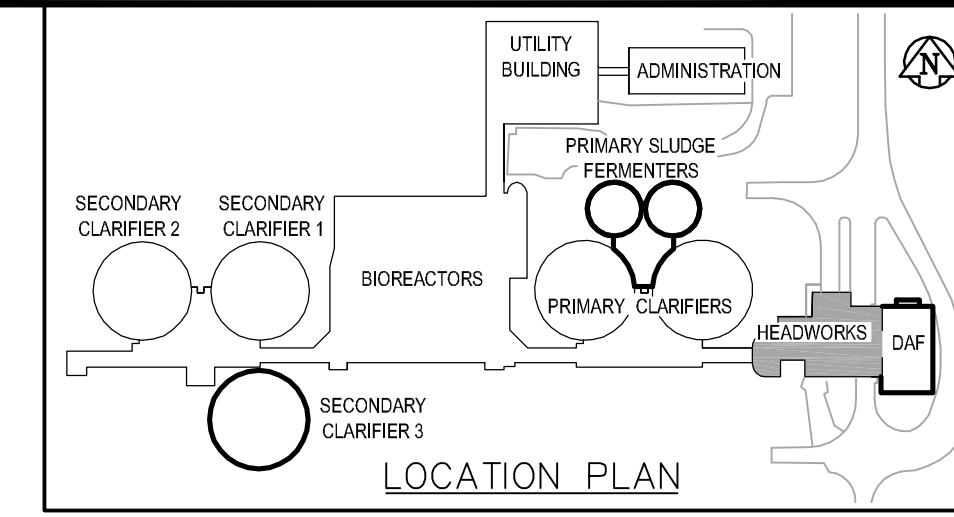 UTILITY
BUILDING
ADMINISTRATION
N
PRIMARY SLUDGE
FERMENTERS
SECONDARY
CLARIFIER 2
SECONDARY
CLARIFIER 1
BIOREACTORS
PRIMARY CLARIFIERS
HEADWORKS
DAF
SECONDARY
CLARIFIER 3
LOCATION PLAN